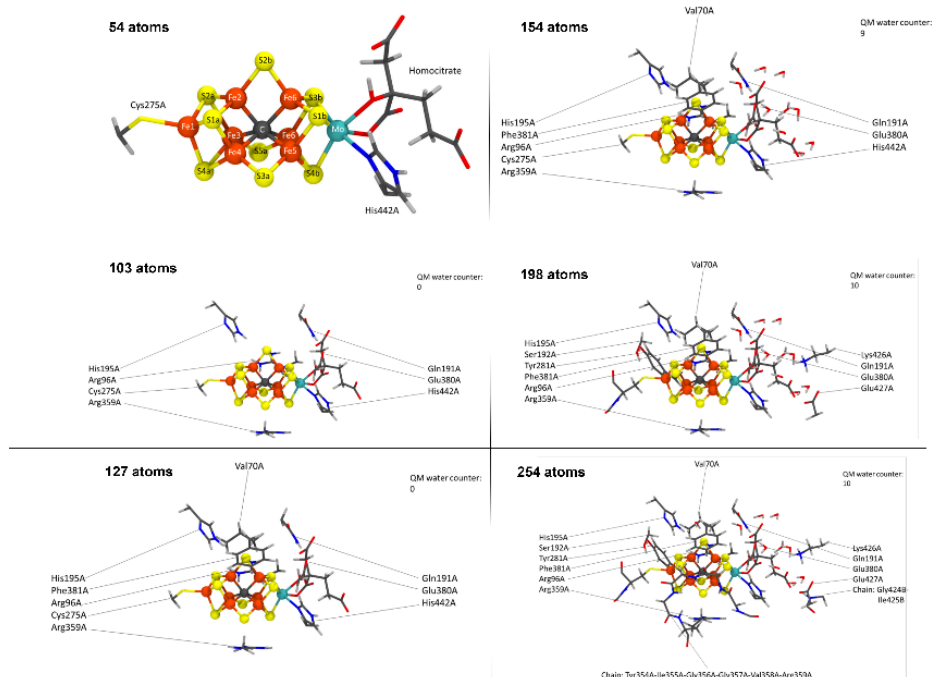 54 atoms
S2b
Homocitrate
Cys275A
S2a
Fe2
Fe6
S3b
Fe1
S1a
S1b
Fe3
C
Fe6
Mo
Fe4
S5a
Fe5
S4a
S3a
S4b
His442A
154 atoms
Val70A
QM water counter:
9
His195A
Phe381A
Arg96A
Cys275A
Arg359A
Gln191A
Glu380A
His442A
103 atoms
QM water counter:
0
His195A
Arg96A
Cys275A
Arg359A
Gln191A
Glu380A
His442A
198 atoms
Val70A
QM water counter:
10
His195A
Ser192A
Tyr281A
Phe381A
Arg96A
Arg359A
Lys426A
Gln191A
Glu380A
Glu427A
127 atoms
Val70A
QM water counter:
0
His195A
Phe381A
Arg96A
Cys275A
Arg359A
Gln191A
Glu380A
His442A
254 atoms
Val70A
QM water counter:
10
His195A
Ser192A
Tyr281A
Phe381A
Arg96A
Arg359A
Lys426A
Gln191A
Glu380A
Glu427A
Chain: Gly424B
Ile425B
Chain: Tyr354A-Ile355A-Gly356A-Gly357A-Val358A-Arg359A